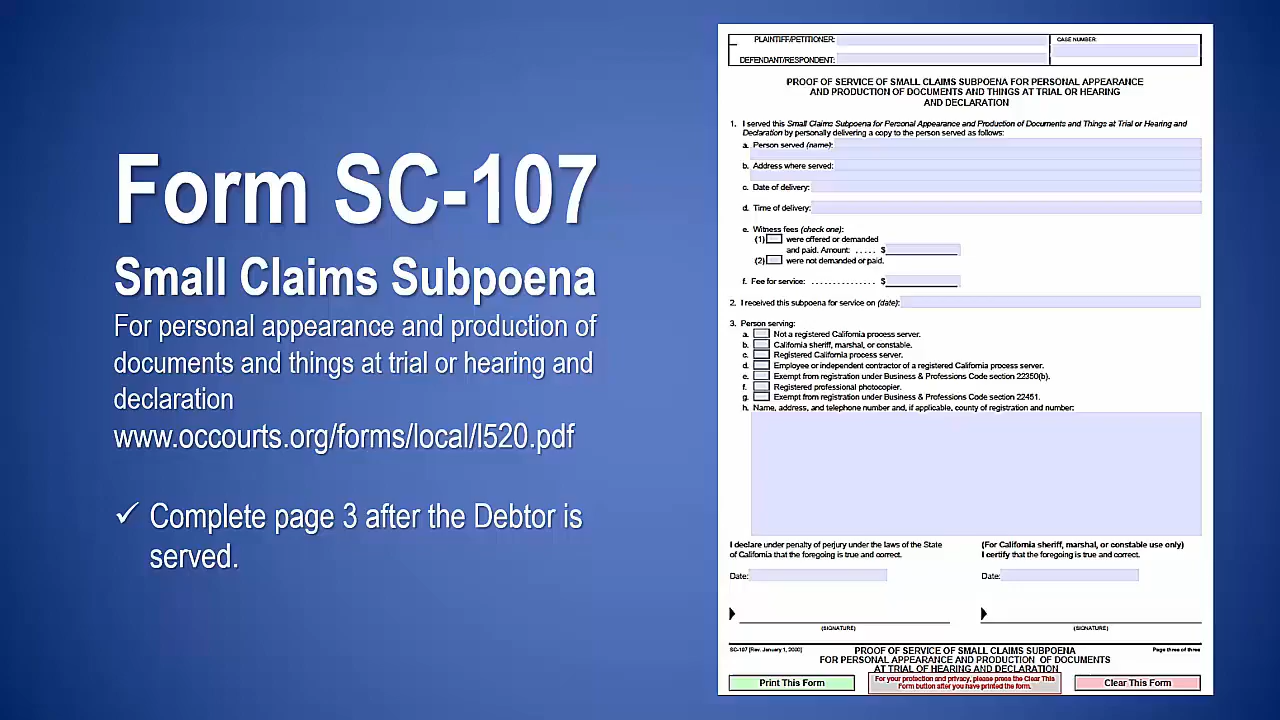 Form SC-107
Small Claims Subpoena
For personal appearance and production of
documents and things at trial or hearing and
declaration
www.occourts.org/forms/local/l520.pdf
✓ Complete page 3 after the Debtor is
served.
PLAINTIFF/PETITIONER:
CASE NUMBER:
DEFENDANT/RESPONDENT:
PROOF OF SERVICE OF SMALL CLAIMS SUBPOENA FOR PERSONAL APPEARANCE
AND PRODUCTION OF DOCUMENTS AND THINGS AT TRIAL OR HEARING
AND DECLARATION
1. I served this Small Claims Subpoena for Personal Appearance and Production of Documents and Things at Trial or Hearing and
Declaration by personally delivering a copy to the person served as follows:
a. Person served (name):
b. Address where served:
c. Date of delivery:
d. Time of delivery:
e. Witness fees (check one):
(1) were offered or demanded
and paid. Amount: ..... $
(2) were not demanded or paid.
f. Fee for service: ............... $
2. I received this subpoena for service on (date):
3. Person serving:
a. Not a registered California process server.
b. California sheriff, marshal, or constable.
c. Registered California process server.
d. Employee or independent contractor of a registered California process server.
e. Exempt from registration under Business & Professions Code section 22350(b).
f. Registered professional photocopier.
g. Exempt from registration under Business & Professions Code section 22451.
h. Name, address, and telephone number and, if applicable, county of registration and number:
I declare under penalty of perjury under the laws of the State
of California that the foregoing is true and correct.
(For California sheriff, marshal, or constable use only)
I certify that the foregoing is true and correct.
Date:
Date:
(SIGNATURE)
(SIGNATURE)
SC-107 [Rev. January 1, 2000]
PROOF OF SERVICE OF SMALL CLAIMS SUBPOENA
FOR PERSONAL APPEARANCE AND PRODUCTION OF DOCUMENTS
AT TRIAL OF HEARING AND DECLARATION
Page three of three
Print This Form
For your protection and privacy, please press the Clear This
Form button after you have printed the form.
Clear This Form